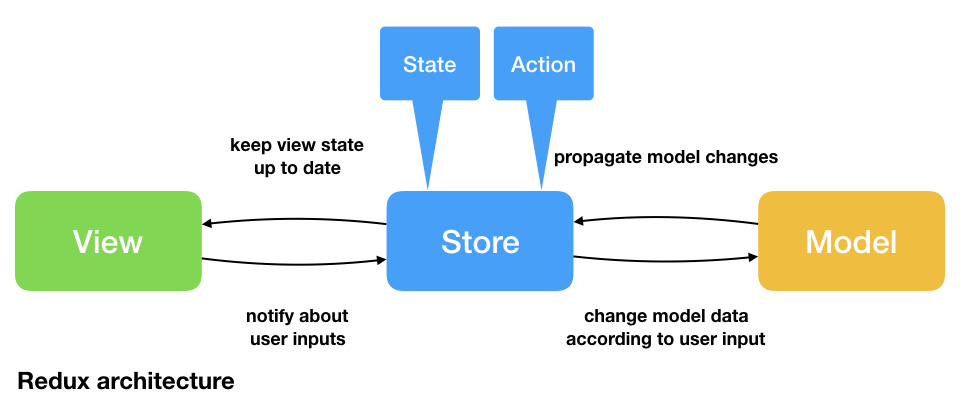 State
Action
keep view state
up to date
propagate model changes
View
Store
Model
notify about
user inputs
change model data
according to user input
Redux architecture